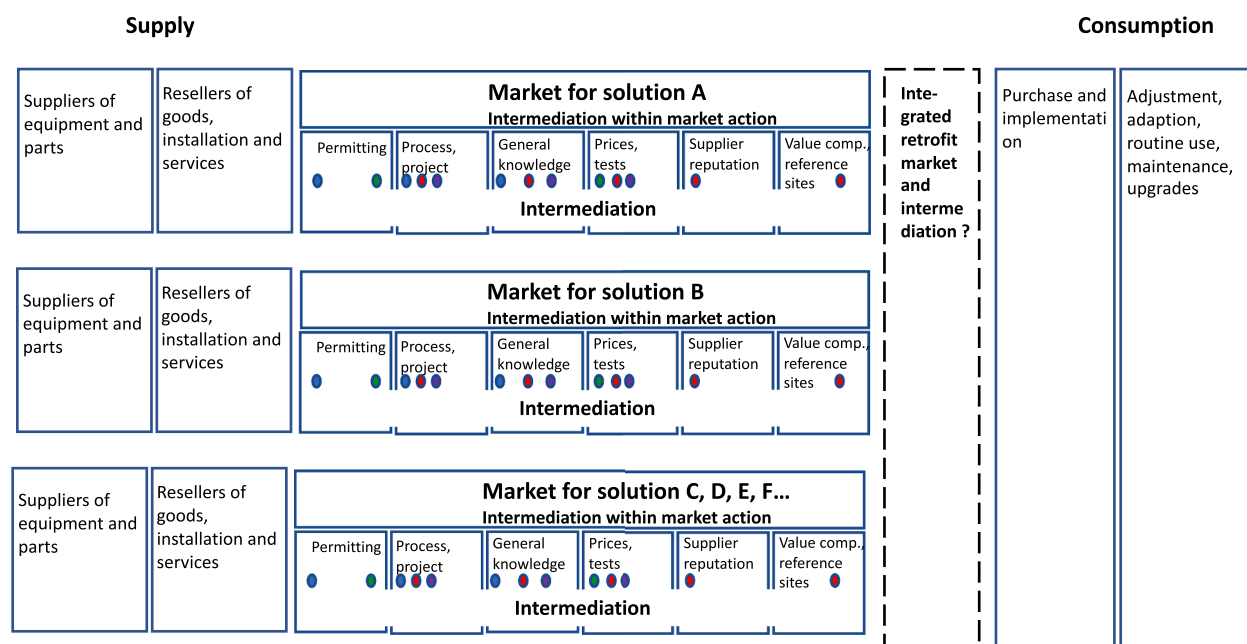 Supply
Consumption
Suppliers of
equipment and
parts
Resellers of
goods,
installation and
services
Market for solution A
Intermediation within market action
Permitting
Process,
project
General
knowledge
Prices,
tests
Supplier
reputation
Value comp.,
reference
sites
Intermediation
Inte-
grated
retrofit
market
and
interme
diation ?
Purchase and
implementati
on
Adjustment,
adaption,
routine use,
maintenance,
upgrades
Suppliers of
equipment and
parts
Resellers of
goods,
installation and
services
Market for solution B
Intermediation within market action
Permitting
Process,
project
General
knowledge
Prices,
tests
Supplier
reputation
Value comp.,
reference
sites
Intermediation
Suppliers of
equipment and
parts
Resellers of
goods,
installation and
services
Market for solution C, D, E, F...
Intermediation within market action
Permitting
Process,
project
General
knowledge
Prices,
tests
Supplier
reputation
Value comp.,
reference
sites
Intermediation